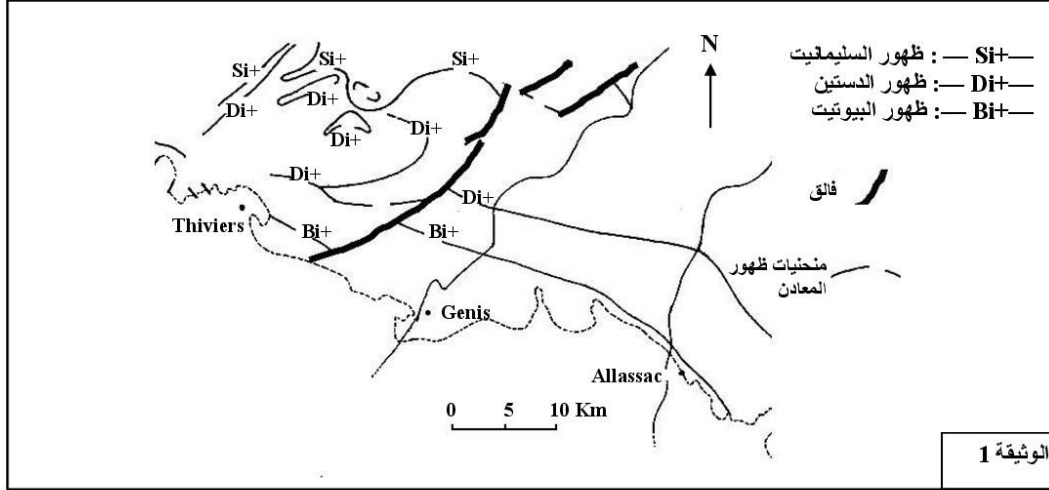 Si+
Si+
Si+
Di+
Di+
Di+
Di+
Di+
Di+
Thiviers
Bi+
Bi+
Genis
Allassac
0 5 10 Km
N
—Si+ — : ظهور السليمانيت
—Di+ — : ظهور الدستين
—Bi+ — : ظهور البيوتيت
فالق
منحنيات ظهور
المعادن
الوثيقة 1